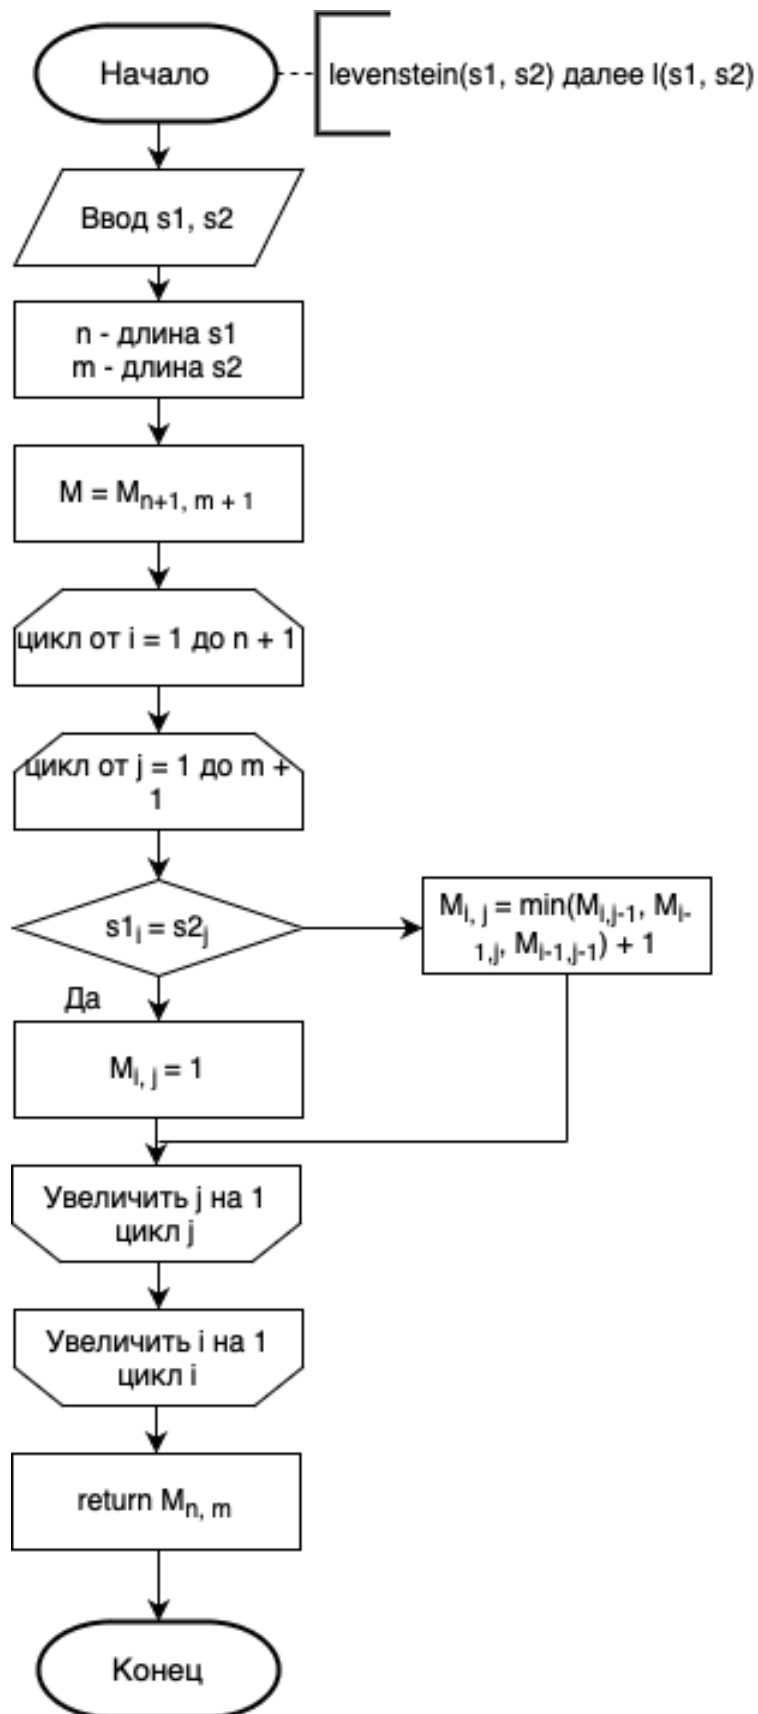 Начало
levenstein(s1, s2) далее l(s1, s2)
Ввод s1, s2
n - длина s1
m - длина s2
M = Mn+1, m + 1
цикл от i = 1 до n + 1
цикл от j = 1 до m +
1
s1i = s2j
Mi, j = min(Mi,j-1, Mi-
1,j, Mi-1,j-1) + 1
Да
Mi, j = 1
Увеличить j на 1
цикл j
Увеличить i на 1
цикл i
return Mn, m
Конец